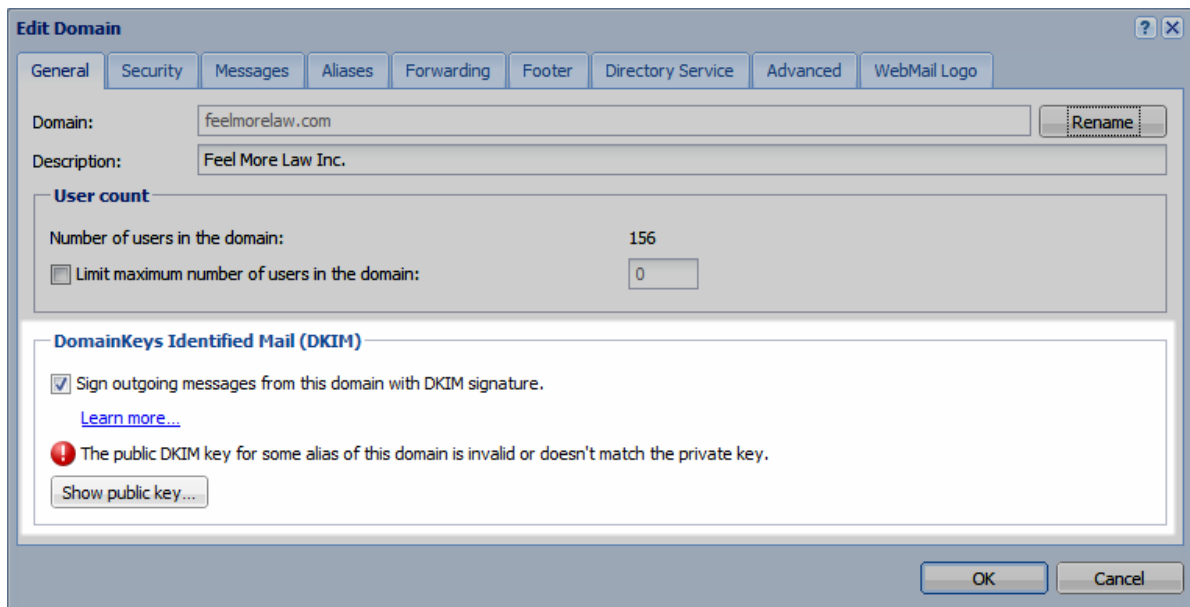 Edit Domain
General Security Messages Aliases Forwarding Footer Directory Service Advanced WebMail Logo
Domain: feelmorelaw.com Rename
Description: Feel More Law Inc.
User count
Number of users in the domain: 156
Limit maximum number of users in the domain: 0
DomainKeys Identified Mail (DKIM)
Sign outgoing messages from this domain with DKIM signature.
Learn more...
The public DKIM key for some alias of this domain is invalid or doesn't match the private key.
Show public key...
OK Cancel